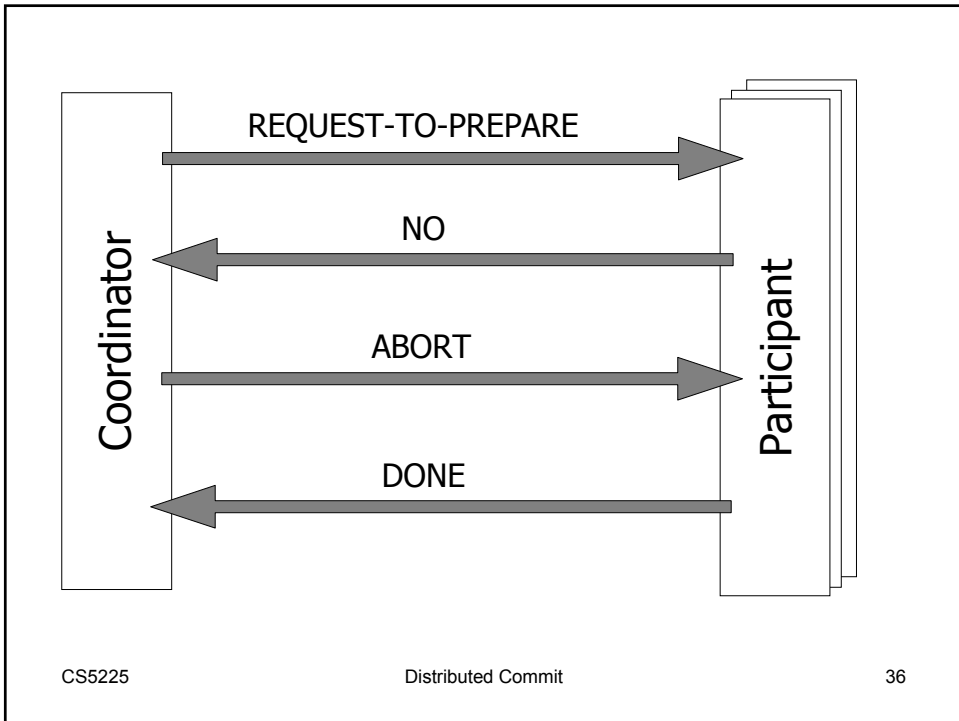 REQUEST-TO-PREPARE
NO
ABORT
DONE
Coordinator
Participant
CS5225
Distributed Commit
36